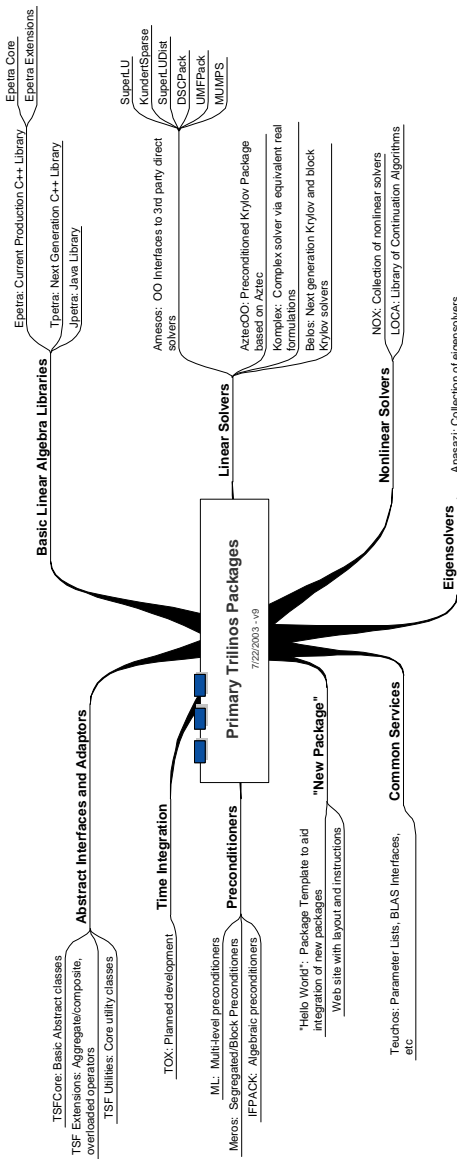 Primary Trilinos Packages
7/22/2003 - v9
Basic Linear Algebra Libraries
Epetra: Current Production C++ Library
Epetra Core
Epetra Extensions
Tpetra: Next Generation C++ Library
Jpetra: Java Library
Linear Solvers
Amesos: OO Interfaces to 3rd party direct
solvers
SuperLU
KundertSparse
SuperLUDist
DSCPack
UMFPack
MUMPS
AztecOO: Preconditioned Krylov Package
based on Aztec
Komplex: Complex solver via equivalent real
formulations
Belos: Next generation Krylov and block
Krylov solvers
Nonlinear Solvers
NOX: Collection of nonlinear solvers
LOCA: Library of Continuation Algorithms
Eigensolvers
Anasazi: Collection of eigensolvers
Abstract Interfaces and Adaptors
TSFCore: Basic Abstract classes
TSF Extensions: Aggregate/composite,
overloaded operators
TSF Utilities: Core utility classes
Time Integration
TOX: Planned development
Preconditioners
ML: Multi-level preconditioners
Meros: Segregated/Block Preconditioners
IFPACK: Algebraic preconditioners
"New Package"
"Hello World": Package Template to aid
integration of new packages
Web site with layout and instructions
Common Services
Teuchos: Parameter Lists, BLAS Interfaces,
etc